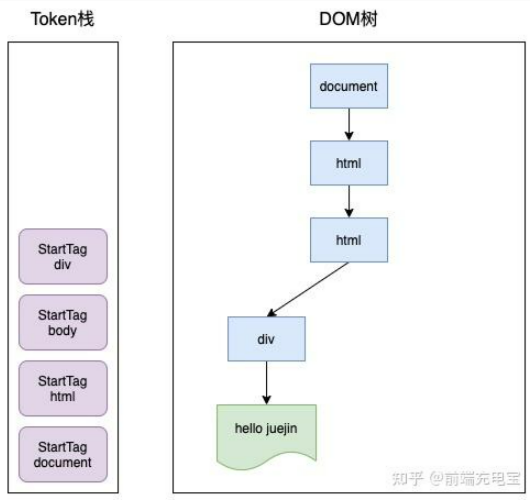 Token栈
DOM树
StartTag
div
StartTag
body
StartTag
html
StartTag
document
document
html
html
div
hello juejin
知乎 @前端充电宝